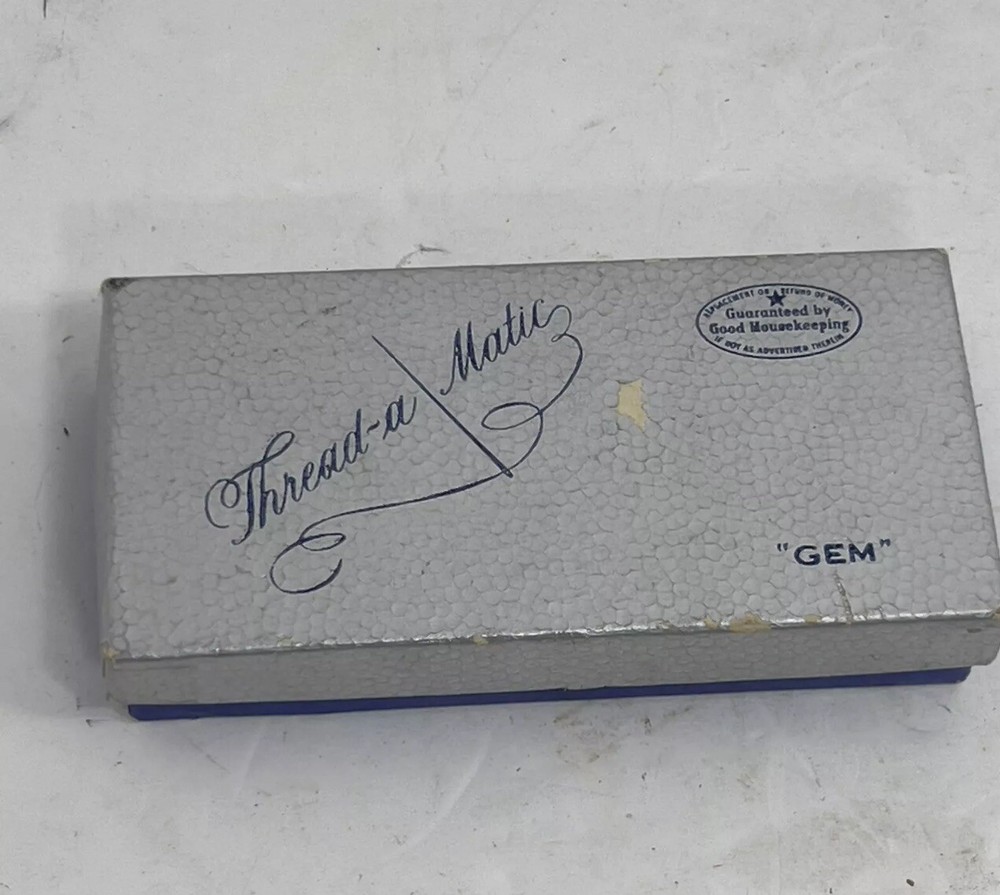 Thread-a Matic
REPLACEMENT OR REFUND OF MONEY
Guaranteed by
Good Housekeeping
IF NOT AS ADVERTISED THEREIN
"GEM"